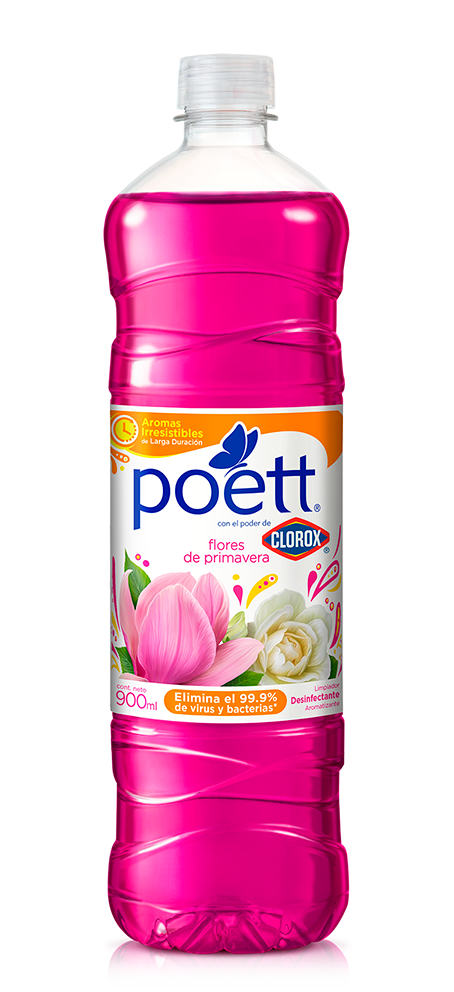 Aromas
Irresistibles
de Larga Duración
poett®
con el poder de
CLOROX®
flores
de primavera
cont. neto
900ml
Elimina el 99.9%
de virus y bacterias*
Limpiador
Desinfectante
Aromatizante